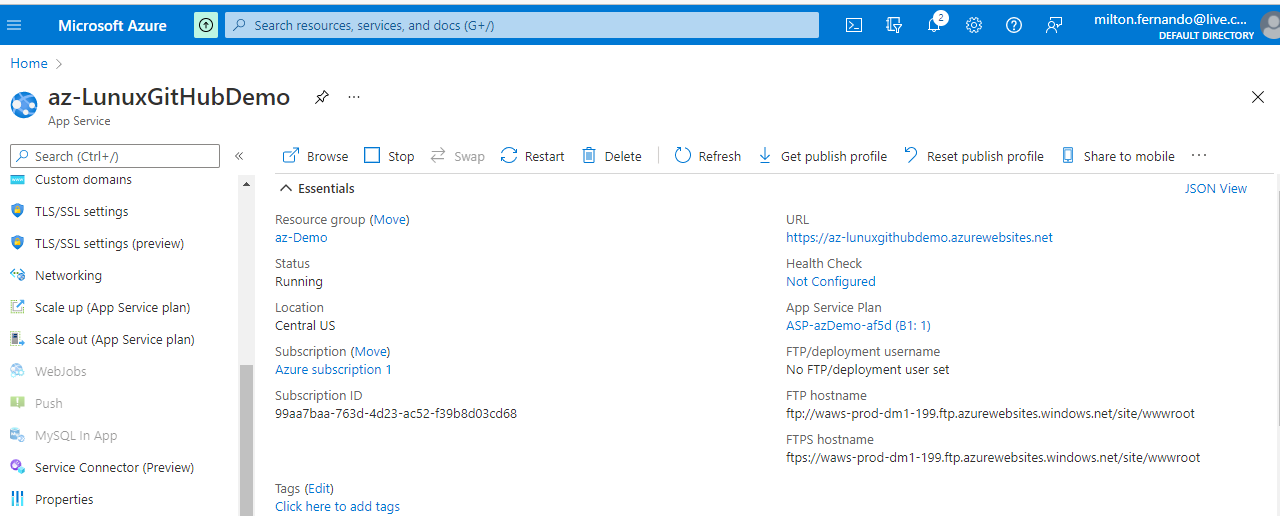 Microsoft Azure
Search resources, services, and docs (G+/)
2
milton.fernando@live.c...
DEFAULT DIRECTORY
Home
az-LunuxGitHubDemo
...
App Service
Search (Ctrl+/)
«
Browse
Stop
Swap
Restart
Delete
Refresh
Get publish profile
Reset publish profile
Share to mobile
...
Custom domains
TLS/SSL settings
TLS/SSL settings (preview)
Networking
Scale up (App Service plan)
Scale out (App Service plan)
WebJobs
Push
MySQL In App
Service Connector (Preview)
Properties
Essentials
JSON View
Resource group (Move)
az-Demo
Status
Running
Location
Central US
Subscription (Move)
Azure subscription 1
Subscription ID
99aa7baa-763d-4d23-ac52-f39b8d03cd68
Tags (Edit)
Click here to add tags
URL
https://az-lunuxgithubdemo.azurewebsites.net
Health Check
Not Configured
App Service Plan
ASP-azDemo-af5d (B1: 1)
FTP/deployment username
No FTP/deployment user set
FTP hostname
ftp://waws-prod-dm1-199.ftp.azurewebsites.windows.net/site/wwwroot
FTPS hostname
ftps://waws-prod-dm1-199.ftp.azurewebsites.windows.net/site/wwwroot